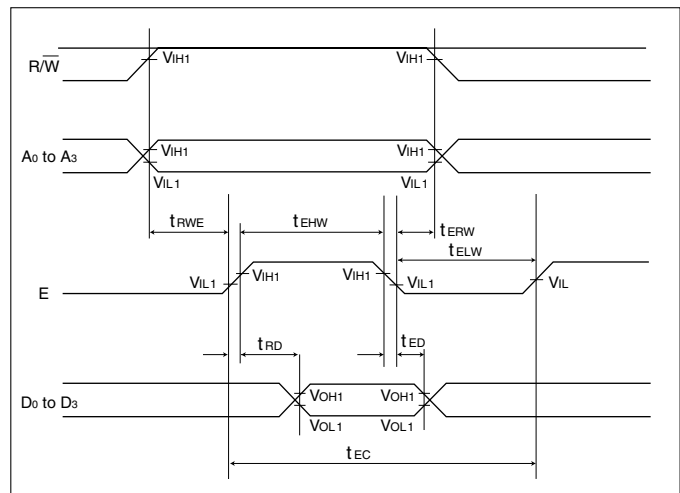 R/W̅
VIH1 VIH1
A0 to A3
VIH1 VIH1
VIL1 VIL1
tRWE tEHW tERW
tELW
E
VIL1 VIH1 VIH1 VIL1 VIL
tRD tED
D0 to D3
VOH1 VOH1
VOL1 VOL1
tEC